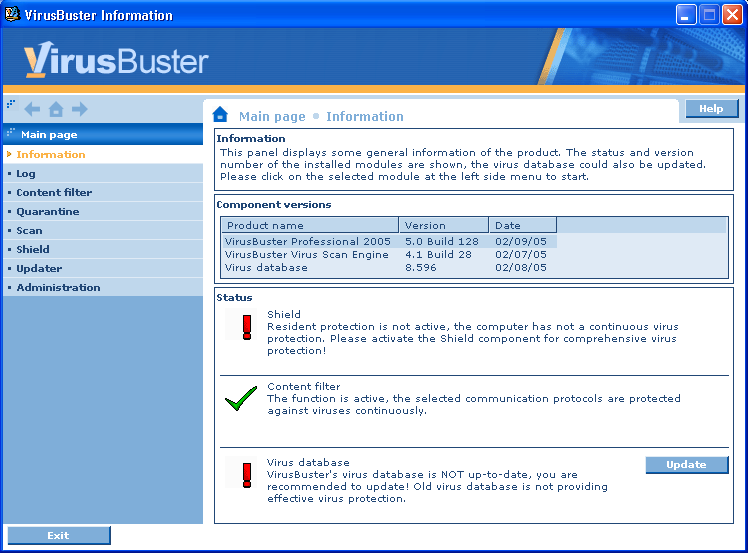 VirusBuster Information
VirusBuster
Main page
Information
Log
Content filter
Quarantine
Scan
Shield
Updater
Administration
Exit
Main page Information
Help
Information
This panel displays some general information of the product. The status and version
number of the installed modules are shown, the virus database could also be updated.
Please click on the selected module at the left side menu to start.
Component versions
Product name Version Date
VirusBuster Professional 2005 5.0 Build 128 02/09/05
VirusBuster Virus Scan Engine 4.1 Build 28 02/07/05
Virus database 8.596 02/08/05
Status
Shield
Resident protection is not active, the computer has not a continuous virus
protection. Please activate the Shield component for comprehensive virus
protection!
Content filter
The function is active, the selected communication protocols are protected
against viruses continuously.
Virus database
VirusBuster's virus database is NOT up-to-date, you are
recommended to update! Old virus database is not providing
effective virus protection.
Update